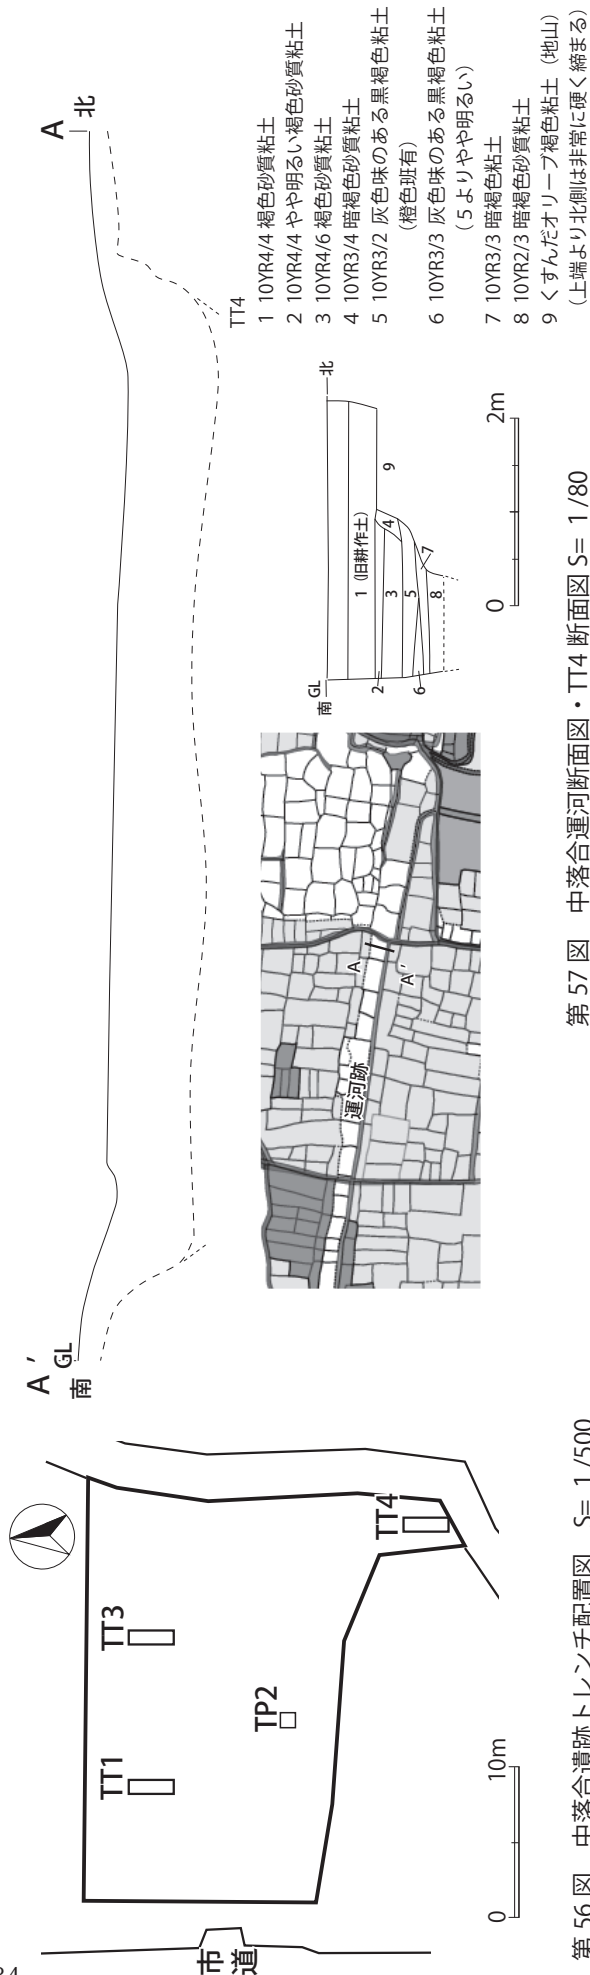 市
道
TT1
TT3
TP2
TT4
0
10m
第 56 図 中落合遺跡トレンチ配置図 S= 1 /500
A ′
GL
南
A
北
運河跡
A
A ′
南
GL
北
1 (旧耕作土)
2
3
4
5
6
7
8
9
0
2m
TT4
1 10YR4/4 褐色砂質粘土
2 10YR4/4 やや明るい褐色砂質粘土
3 10YR4/6 褐色砂質粘土
4 10YR3/4 暗褐色砂質粘土
5 10YR3/2 灰色味のある黒褐色粘土
(橙色斑有)
6 10YR3/3 灰色味のある黒褐色粘土
(5よりやや明るい)
7 10YR3/3 暗褐色粘土
8 10YR2/3 暗褐色砂質粘土
9 くすんだオリーブ褐色粘土(地山)
(上端より北側は非常に硬く締まる)
第 57 図 中落合運河断面図・TT4 断面図 S= 1 /80